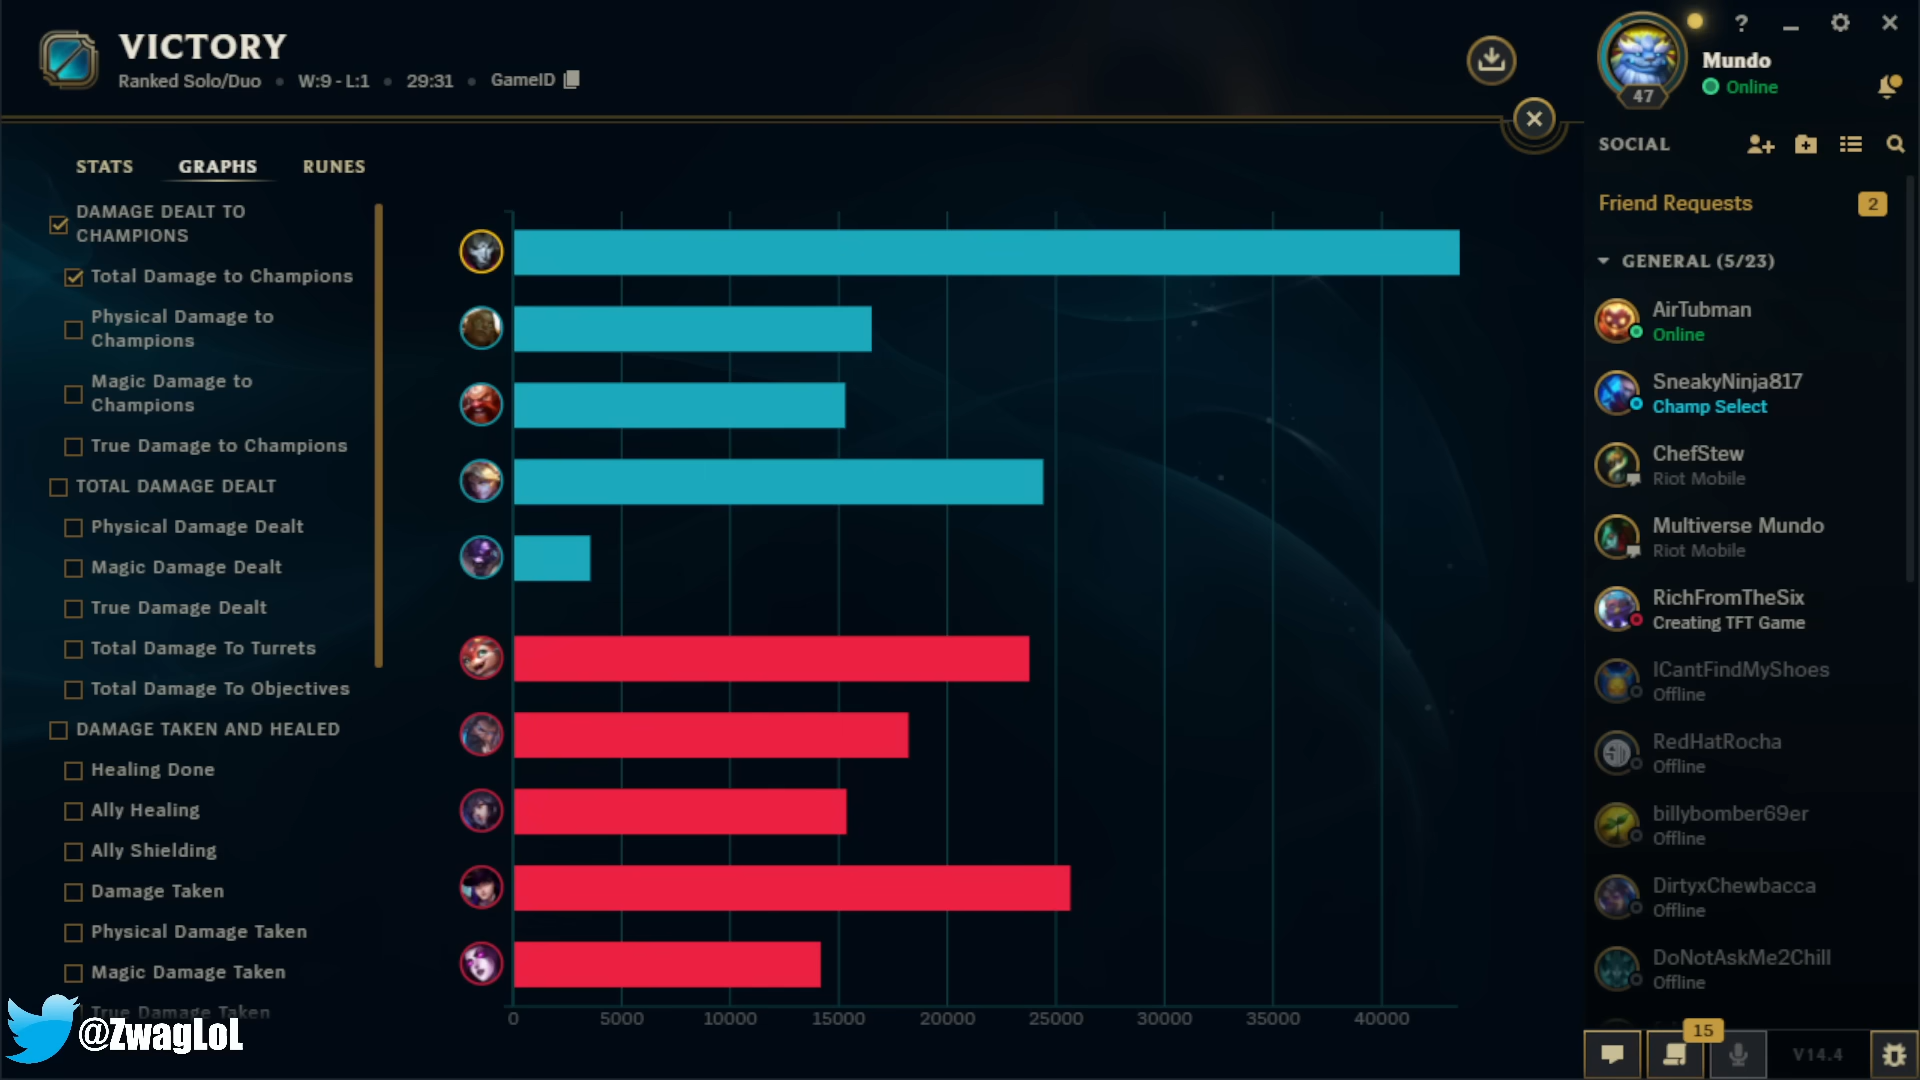 VICTORY
Ranked Solo/Duo • W:9 - L:1 • 29:31 • GameID
47
Mundo
Online
STATS GRAPHS RUNES
DAMAGE DEALT TO
CHAMPIONS
Total Damage to Champions
Physical Damage to
Champions
Magic Damage to
Champions
True Damage to Champions
TOTAL DAMAGE DEALT
Physical Damage Dealt
Magic Damage Dealt
True Damage Dealt
Total Damage To Turrets
Total Damage To Objectives
DAMAGE TAKEN AND HEALED
Healing Done
Ally Healing
Ally Shielding
Damage Taken
Physical Damage Taken
Magic Damage Taken
True Damage Taken
@ZwagLoL
0 5000 10000 15000 20000 25000 30000 35000 40000
SOCIAL
Friend Requests 2
GENERAL (5/23)
AirTubman
Online
SneakyNinja817
Champ Select
ChefStew
Riot Mobile
Multiverse Mundo
Riot Mobile
RichFromTheSix
Creating TFT Game
ICantFindMyShoes
Offline
RedHatRocha
Offline
billybomber69er
Offline
DirtyxChewbacca
Offline
DoNotAskMe2Chill
Offline
15
V14.4